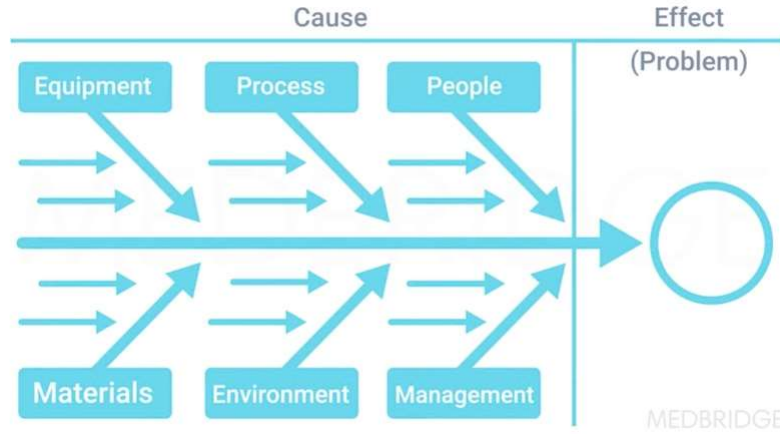 Cause
Effect
(Problem)
Equipment
Process
People
Materials
Environment
Management
MEDBRIDGE